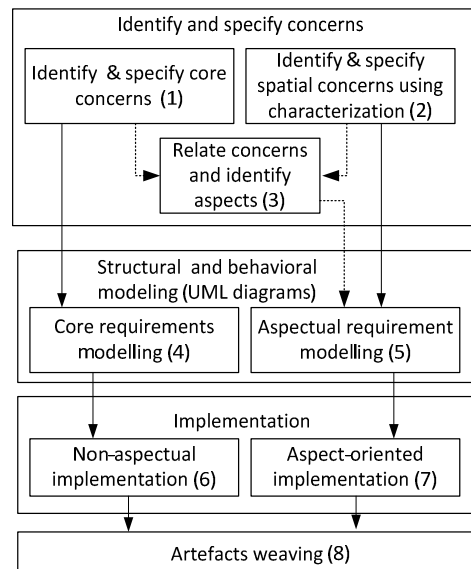 Identify and specify concerns
Identify & specify core
concerns (1)
Identify & specify
spatial concerns using
characterization (2)
Relate concerns
and identify
aspects (3)
Structural and behavioral
modeling (UML diagrams)
Core requirements
modelling (4)
Aspectual requirement
modelling (5)
Implementation
Non-aspectual
implementation (6)
Aspect-oriented
implementation (7)
Artefacts weaving (8)